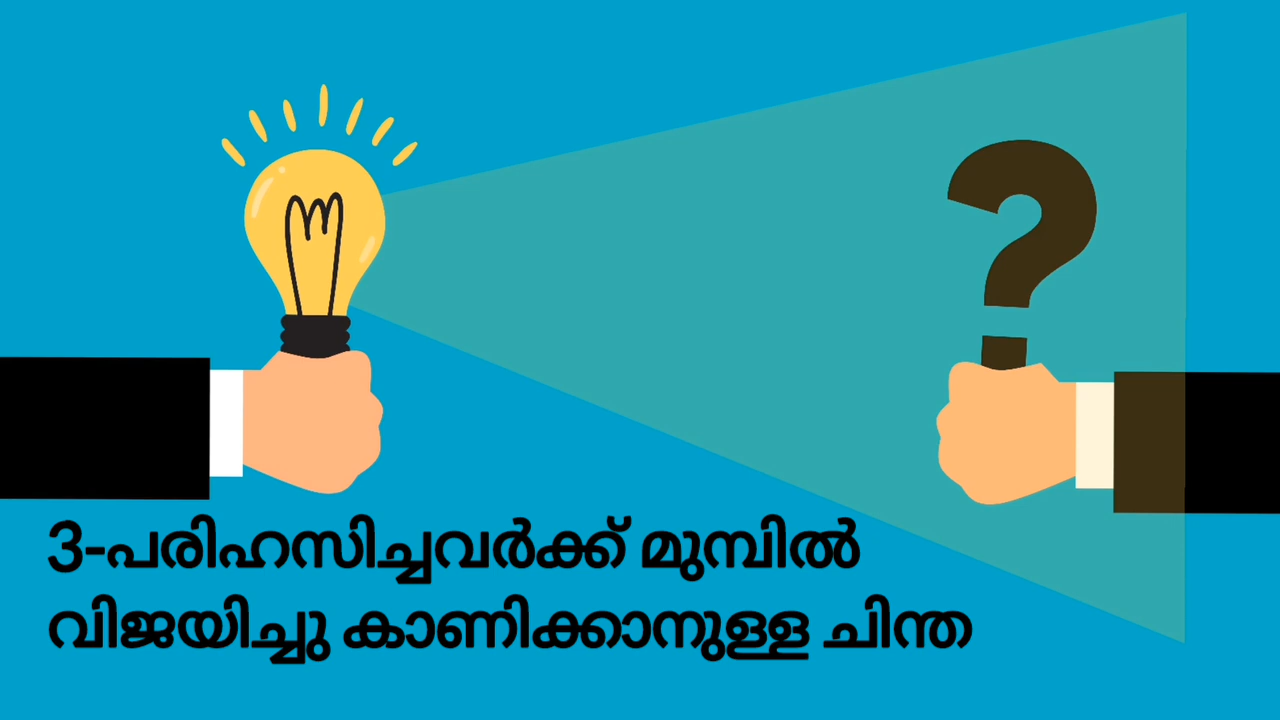 3-പരിഹസിച്ചവർക്ക് മുമ്പിൽ
വിജയിച്ചു കാണിക്കാനുള്ള ചിന്ത